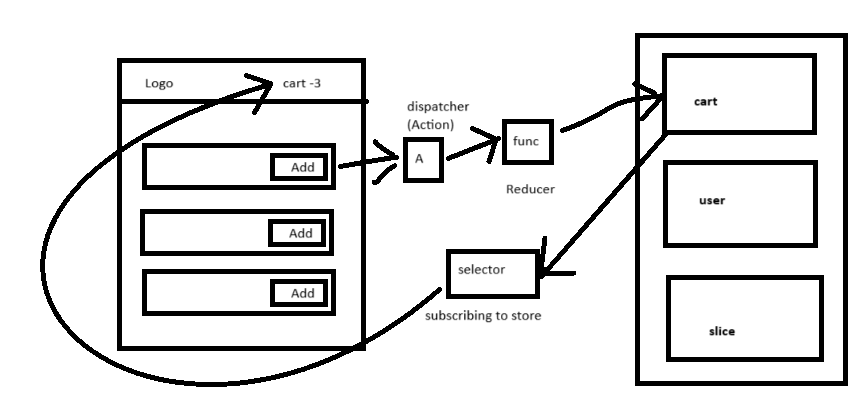 Logo
cart -3
dispatcher
(Action)
A
func
Reducer
Add
Add
Add
selector
subscribing to store
cart
user
slice